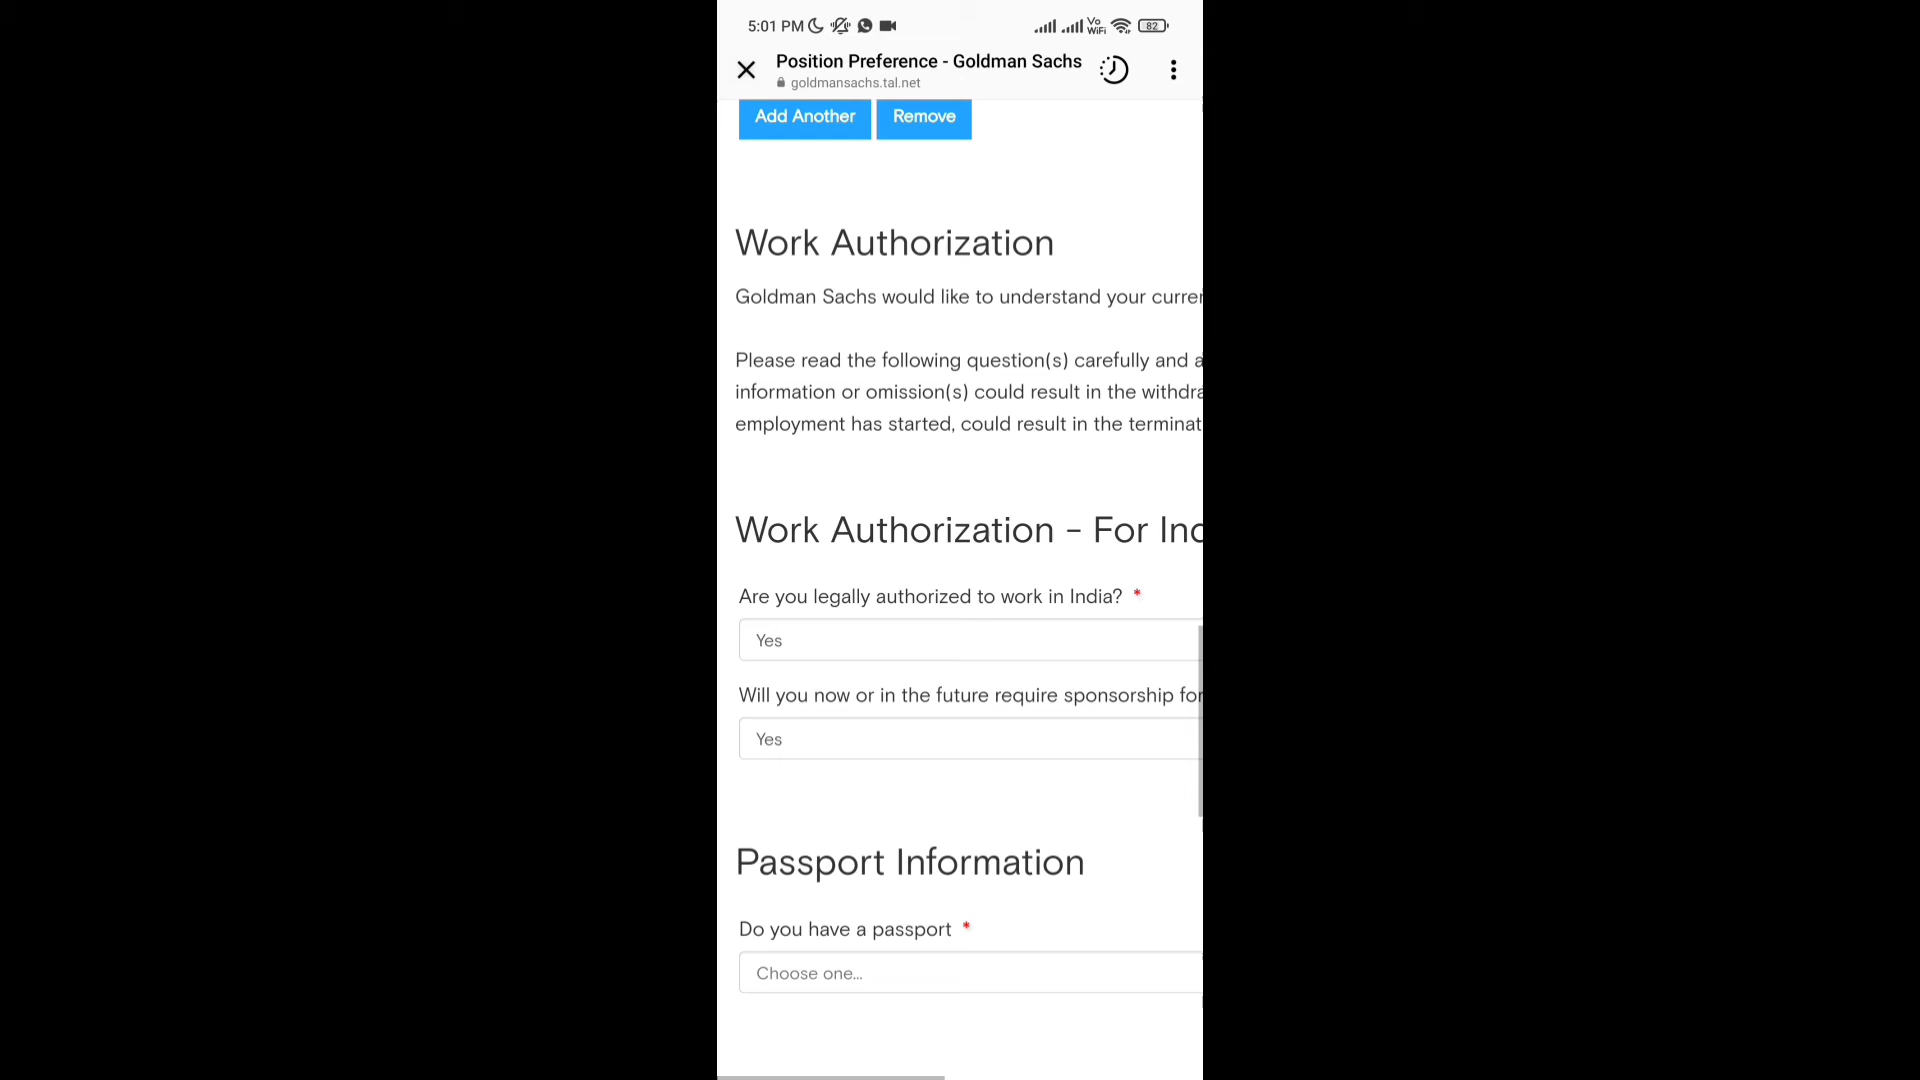 5:01 PM
Vo
WiFi
82
Position Preference - Goldman Sachs
goldmansachs.tal.net
Add Another Remove
Work Authorization
Goldman Sachs would like to understand your curre
Please read the following question(s) carefully and a
information or omission(s) could result in the withdra
employment has started, could result in the terminat
Work Authorization - For Ind
Are you legally authorized to work in India? *
Yes
Will you now or in the future require sponsorship for
Yes
Passport Information
Do you have a passport *
Choose one...